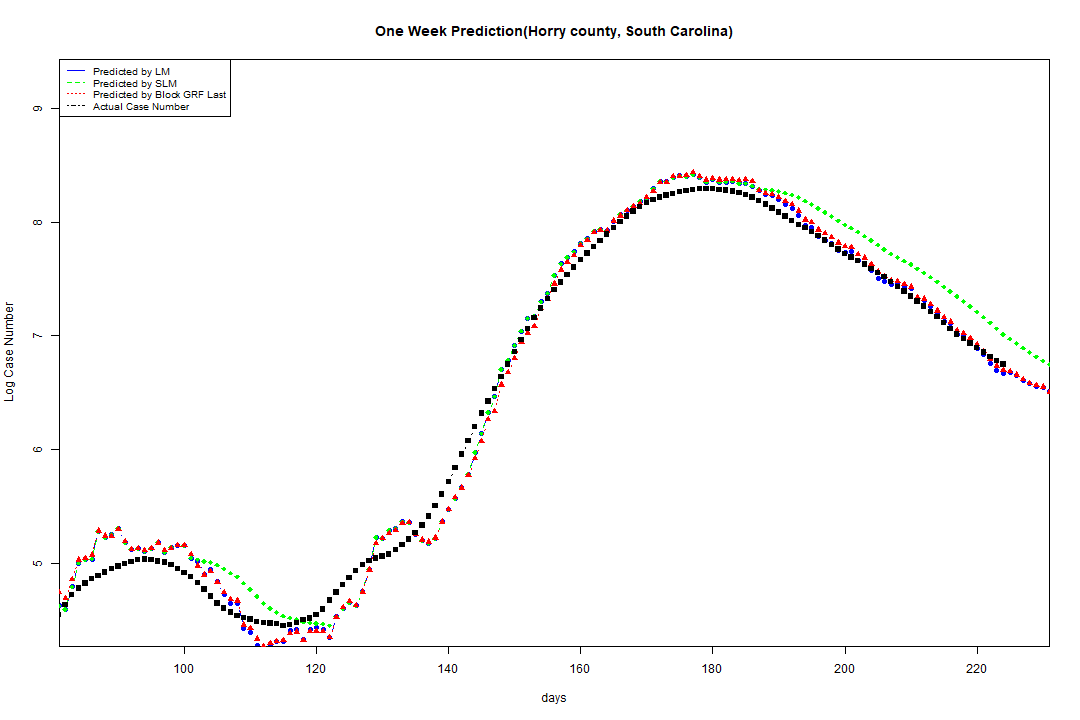 One Week Prediction(Horry county, South Carolina)
Predicted by LM
Predicted by SLM
Predicted by Block GRF Last
Actual Case Number
9
8
7
6
5
Log Case Number
100 120 140 160 180 200 220
days